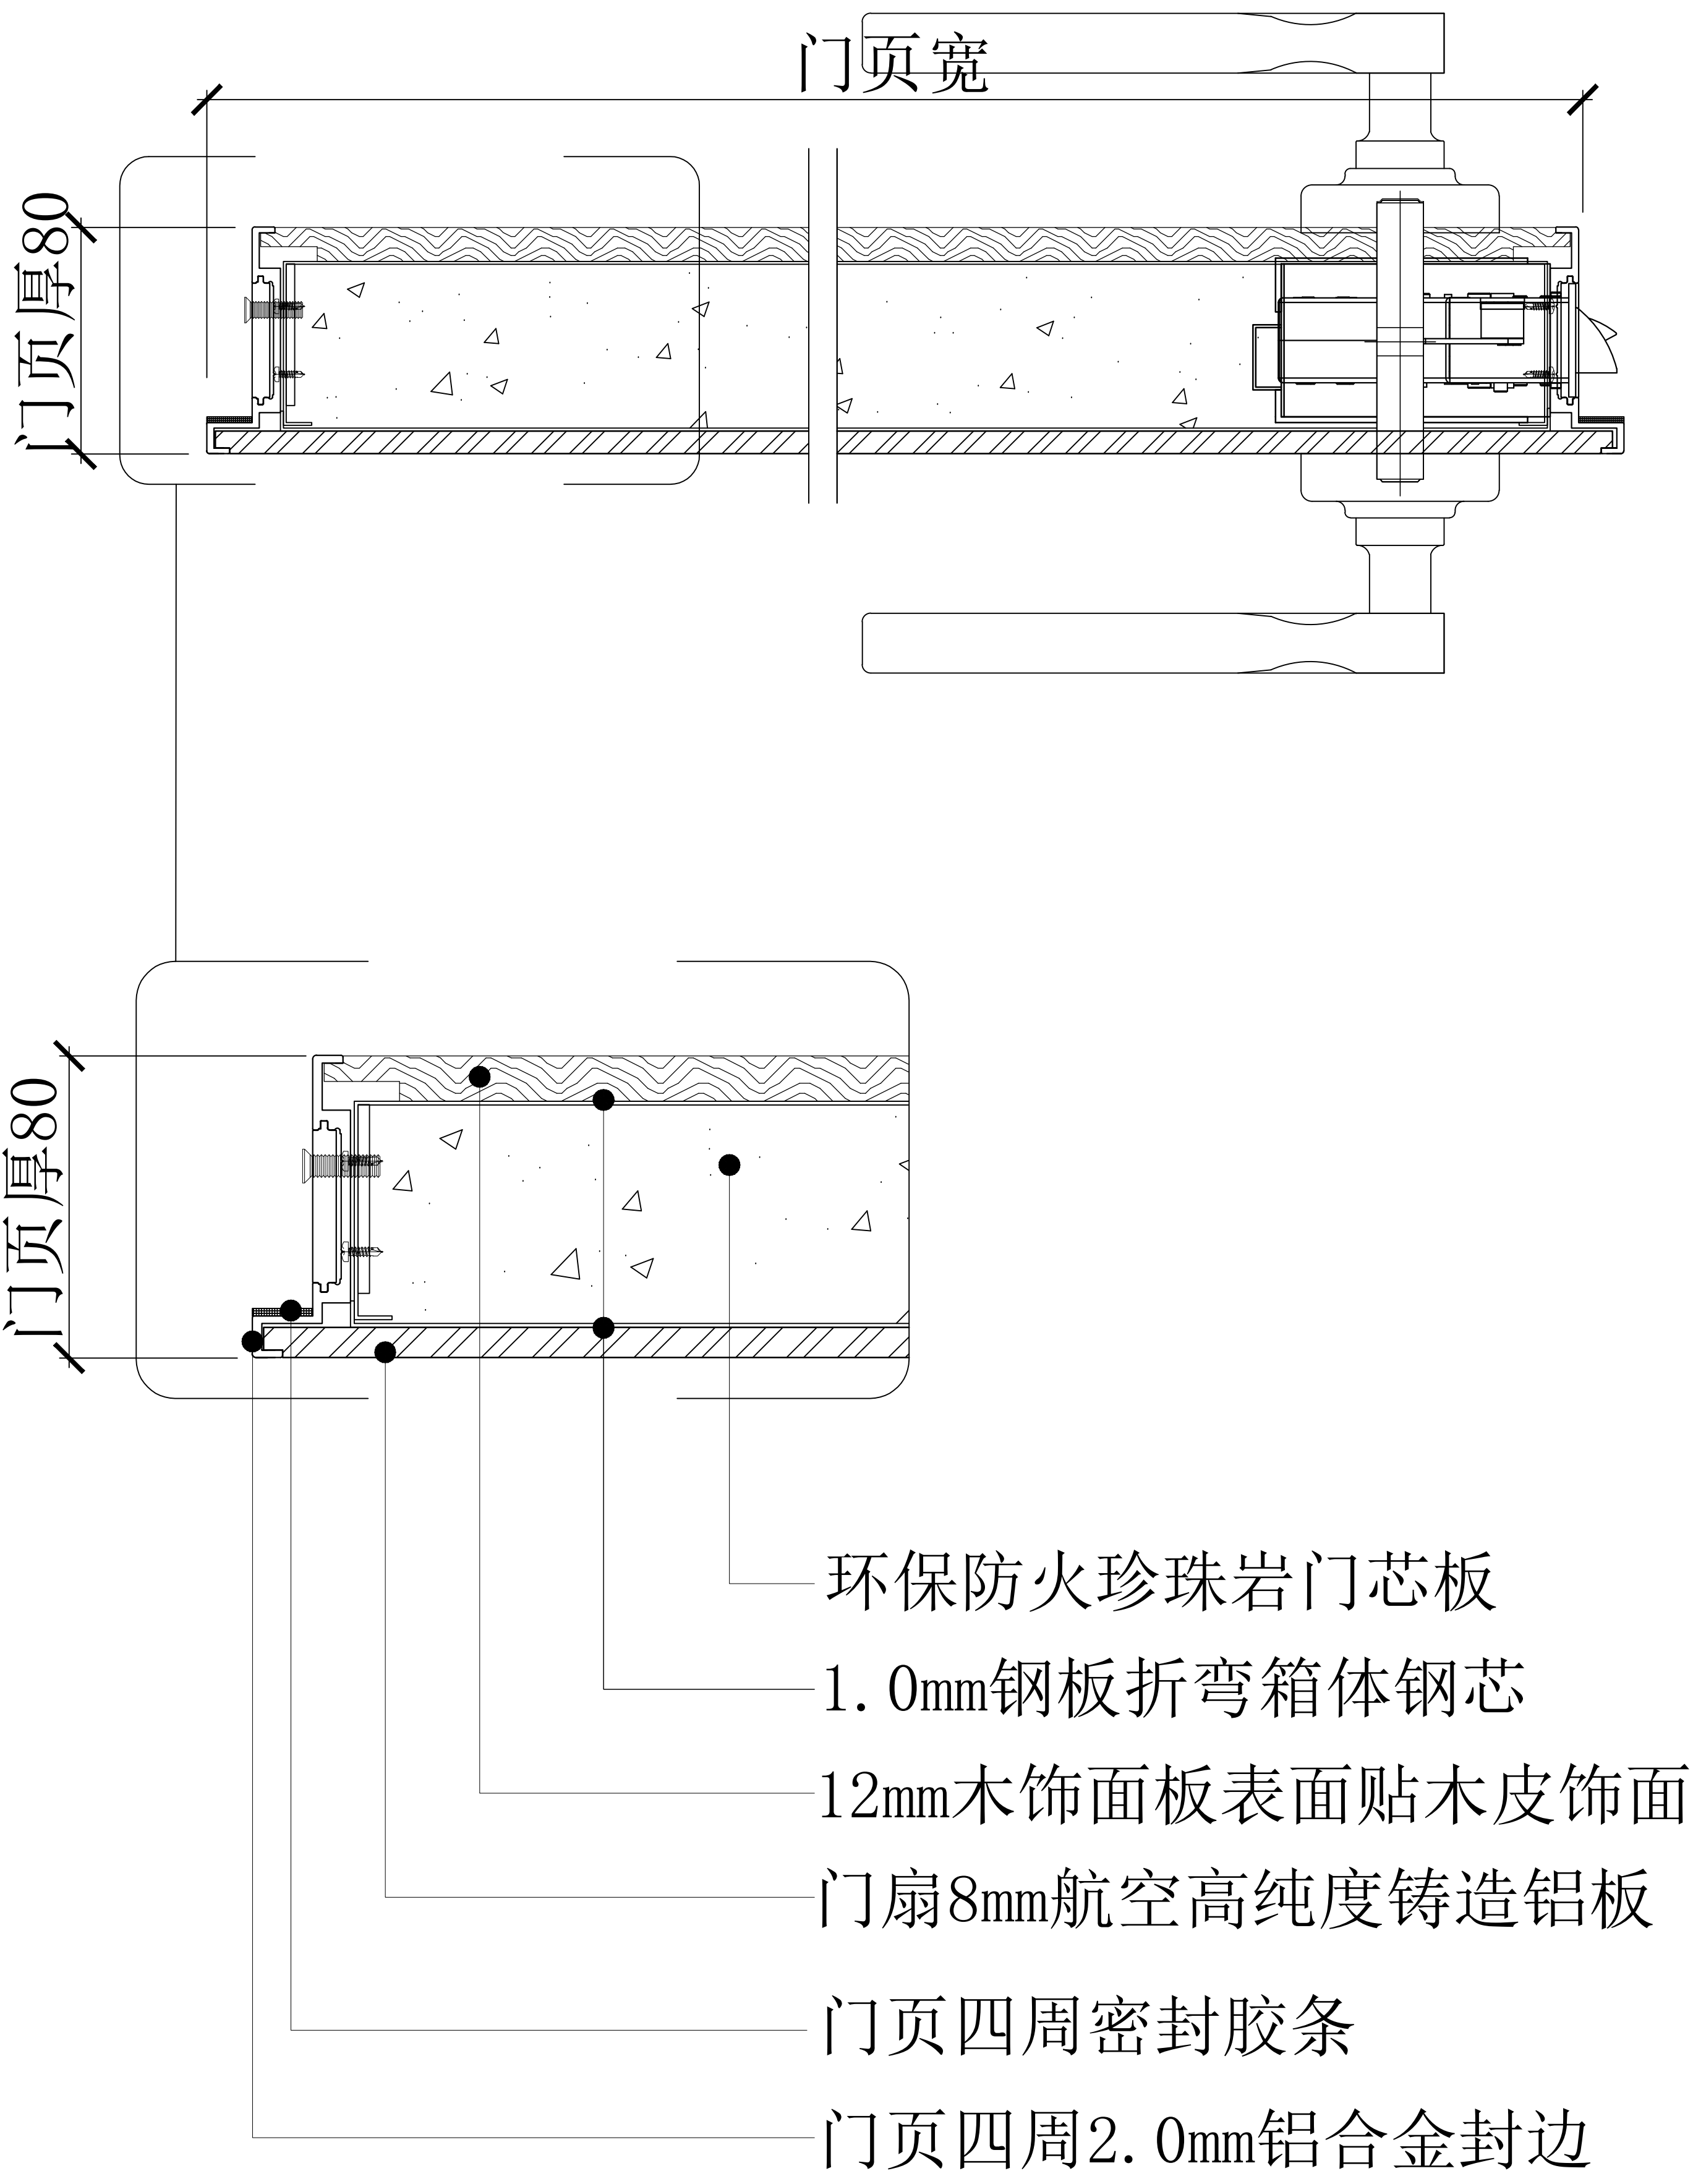 门页宽
门页厚80
门页厚80
环保防火珍珠岩门芯板
1.0mm钢板折弯箱体钢芯
12mm木饰面板表面贴木皮饰面
门扇8mm航空高纯度铸造铝板
门页四周密封胶条
门页四周2.0mm铝合金封边